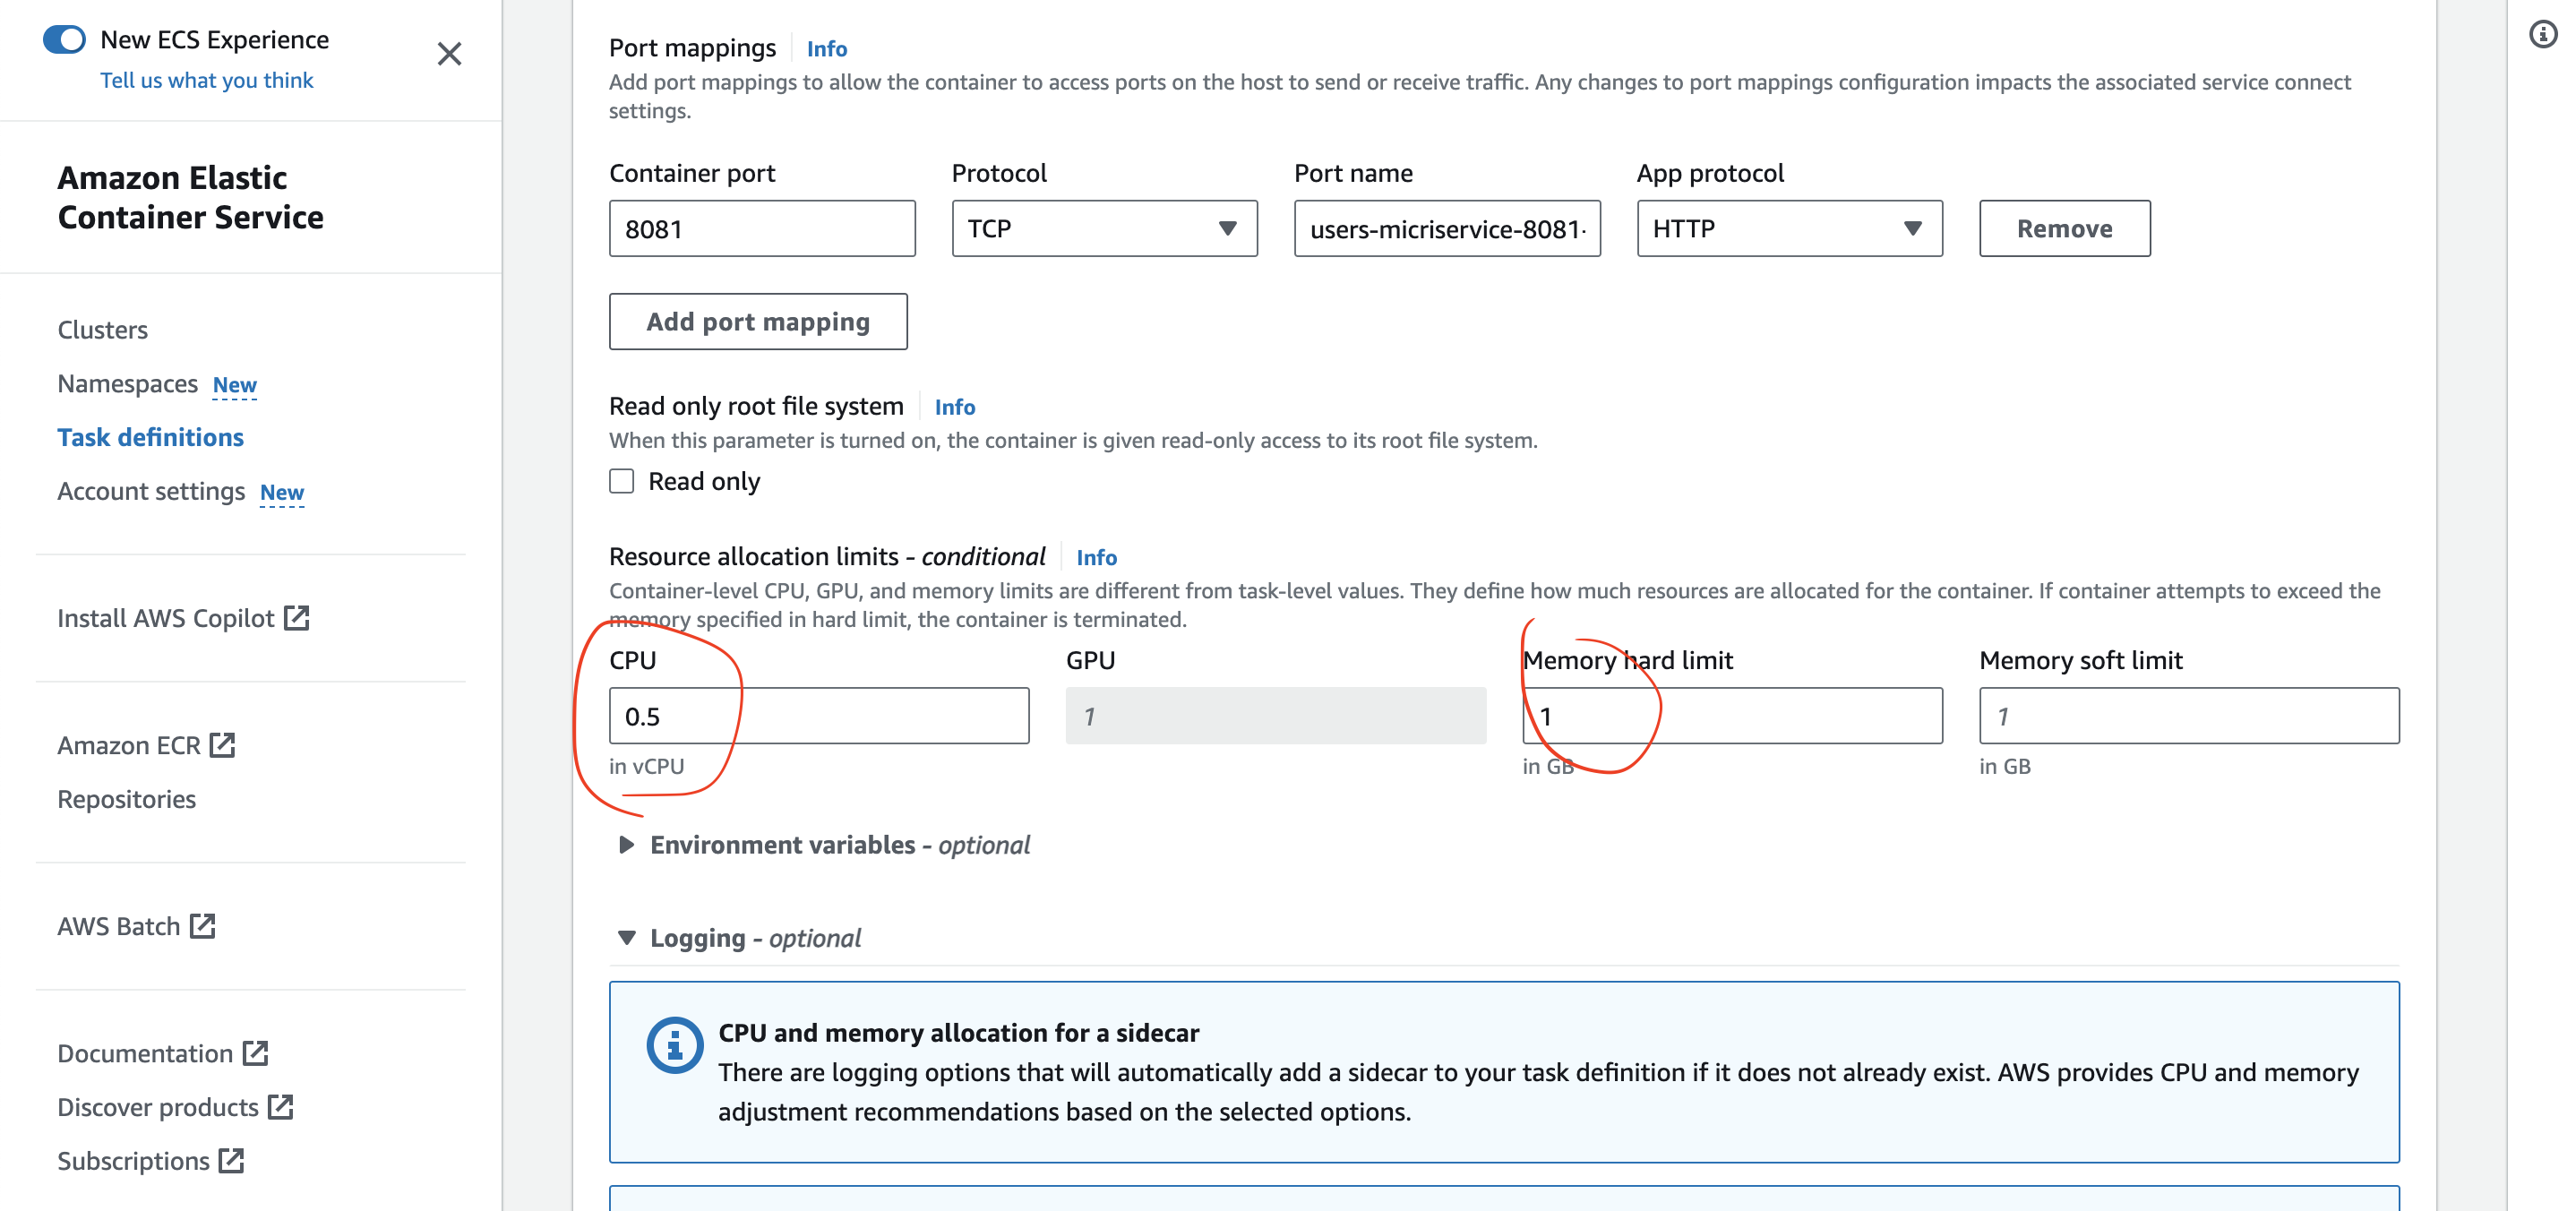 New ECS Experience
Tell us what you think
Amazon Elastic
Container Service
Clusters
Namespaces New
Task definitions
Account settings New
Install AWS Copilot
Amazon ECR
Repositories
AWS Batch
Documentation
Discover products
Subscriptions
Port mappings Info
Add port mappings to allow the container to access ports on the host to send or receive traffic. Any changes to port mappings configuration impacts the associated service connect
settings.
Container port Protocol Port name App protocol
8081 TCP users-micriservice-8081- HTTP Remove
Add port mapping
Read only root file system Info
When this parameter is turned on, the container is given read-only access to its root file system.
Read only
Resource allocation limits - conditional Info
Container-level CPU, GPU, and memory limits are different from task-level values. They define how much resources are allocated for the container. If container attempts to exceed the
memory specified in hard limit, the container is terminated.
CPU GPU Memory hard limit Memory soft limit
0.5 1 1 1
in vCPU in GB in GB
Environment variables - optional
Logging - optional
CPU and memory allocation for a sidecar
There are logging options that will automatically add a sidecar to your task definition if it does not already exist. AWS provides CPU and memory
adjustment recommendations based on the selected options.